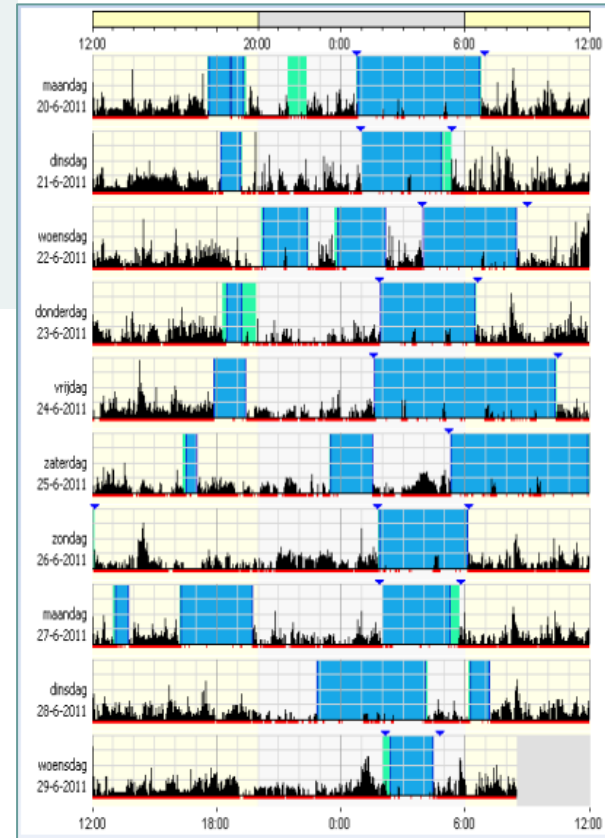 12:00 20:00 0:00 6:00 12:00
maandag
20-6-2011
dinsdag
21-6-2011
woensdag
22-6-2011
donderdag
23-6-2011
vrijdag
24-6-2011
zaterdag
25-6-2011
zondag
26-6-2011
maandag
27-6-2011
dinsdag
28-6-2011
woensdag
29-6-2011
12:00 18:00 0:00 6:00 12:00